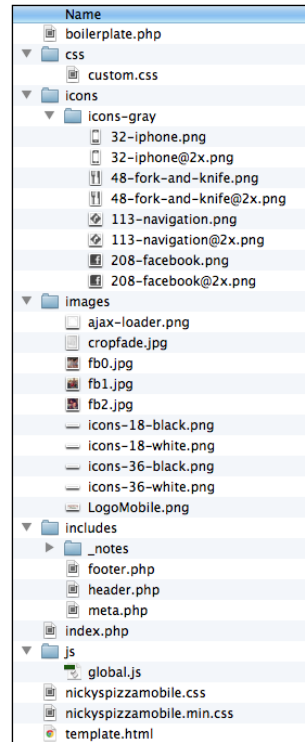 Name
boilerplate.php
css
custom.css
icons
icons-gray
32-iphone.png
32-iphone@2x.png
48-fork-and-knife.png
48-fork-and-knife@2x.png
113-navigation.png
113-navigation@2x.png
208-facebook.png
208-facebook@2x.png
images
ajax-loader.png
cropfade.jpg
fb0.jpg
fb1.jpg
fb2.jpg
icons-18-black.png
icons-18-white.png
icons-36-black.png
icons-36-white.png
LogoMobile.png
includes
_notes
footer.php
header.php
meta.php
index.php
js
global.js
nickyspizzamobile.css
nickyspizzamobile.min.css
template.html